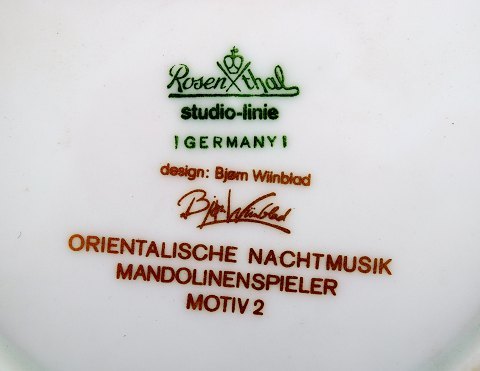 Rosenthal
studio-linie
GERMANY
design: Bjørn Wiinblad
Bjørn Wiinblad
ORIENTALISCHE NACHTMUSIK
MANDOLINENSPIELER
MOTIV 2